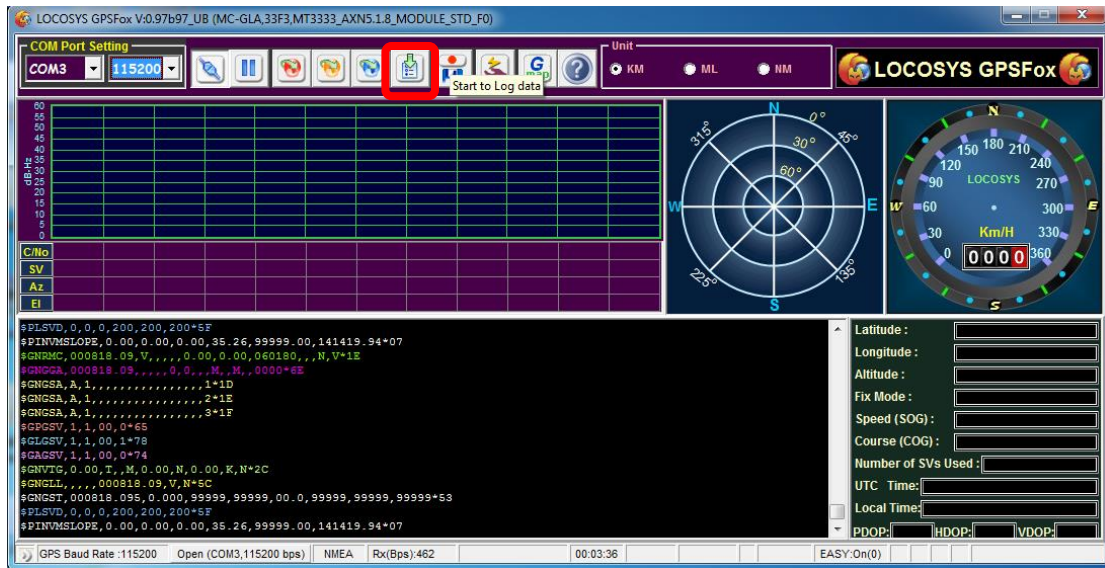 LOCOSYS GPSFox V:0.97b97_UB (MC-GLA,33F3,MT3333_AXN5.1.8_MODULE_STD_F0)
COM Port Setting
COM3
115200
G
map
?
Start to Log data
Unit
KM
ML
NM
LOCOSYS GPSFox
60
55
50
45
40
35
30
25
20
15
10
5
0
dB-Hz
C/No
SV
Az
El
N
0°
45°
E
135°
S
225°
W
315°
30°
60°
N
E
S
W
0
30
60
90
120
150
180
210
240
270
300
330
360
LOCOSYS
Km/H
0000
$PLSVD,0,0,0,200,200,200*5F
$PINVMSLOPE,0.00,0.00,0.00,35.26,99999.00,141419.94*07
$GNRMC,000818.09,V,,,,,0.00,0.00,060180,,,N,V*1E
$GNGGA,000818.09,,,,,0,0,,,M,,M,,0000*6E
$GNGSA,A,1,,,,,,,,,,,,,,,,1*1D
$GNGSA,A,1,,,,,,,,,,,,,,,,2*1E
$GNGSA,A,1,,,,,,,,,,,,,,,,3*1F
$GPGSV,1,1,00,0*65
$GLGSV,1,1,00,1*78
$GAGSV,1,1,00,0*74
$GNVTG,0.00,T,,M,0.00,N,0.00,K,N*2C
$GNGLL,,,,,000818.09,V,N*5C
$GNGST,000818.095,0.000,99999,99999,00.0,99999,99999,99999*53
$PLSVD,0,0,0,200,200,200*5F
$PINVMSLOPE,0.00,0.00,0.00,35.26,99999.00,141419.94*07
Latitude :
Longitude :
Altitude :
Fix Mode :
Speed (SOG) :
Course (COG) :
Number of SVs Used :
UTC Time:
Local Time:
PDOP: HDOP: VDOP:
GPS Baud Rate :115200 Open (COM3,115200 bps) NMEA Rx(Bps):462 00:03:36 EASY:On(0)